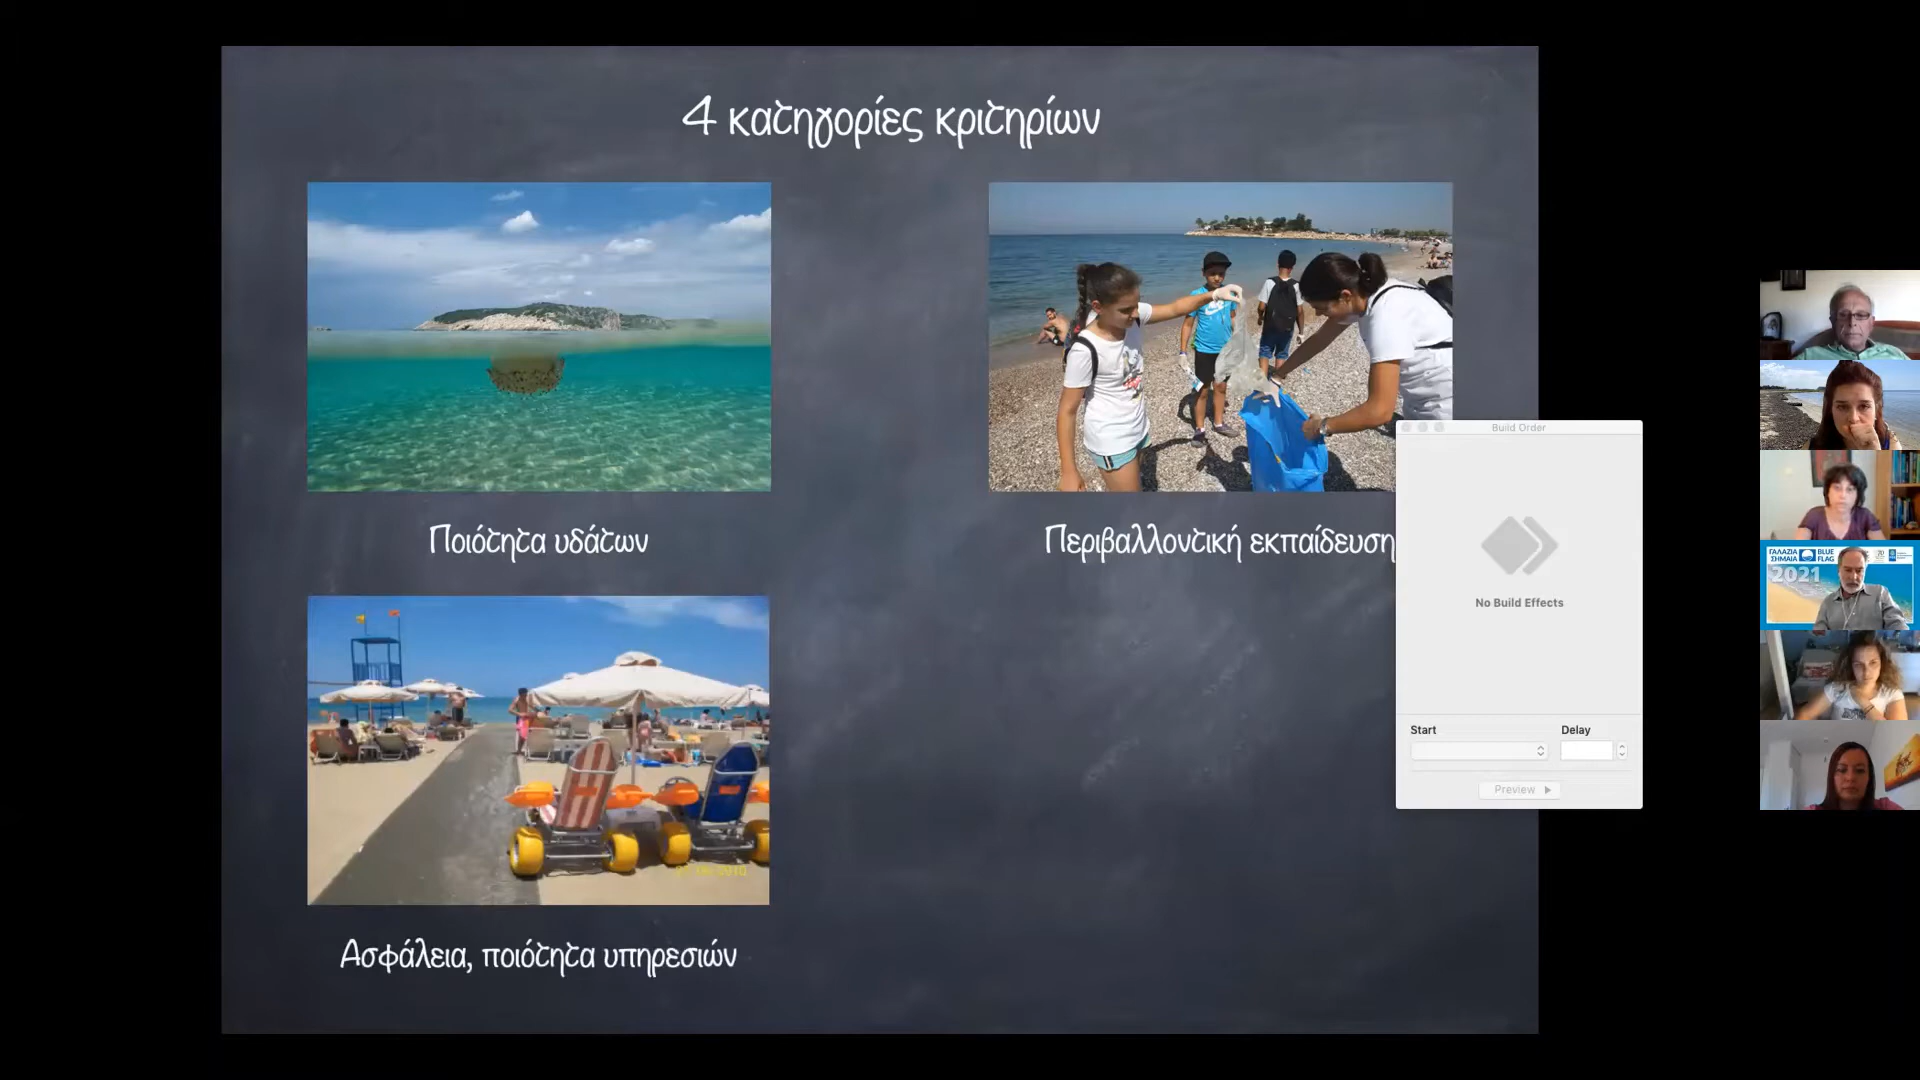 4 κατηγορίες κριτηρίων
Ποιότητα υδάτων
Περιβαλλοντική εκπαίδευση
Ασφάλεια, ποιότητα υπηρεσιών
Build Order
No Build Effects
Start
Delay
Preview
ΓΑΛΑΖΙΑ ΣΗΜΑΙΑ
BLUE FLAG
2021